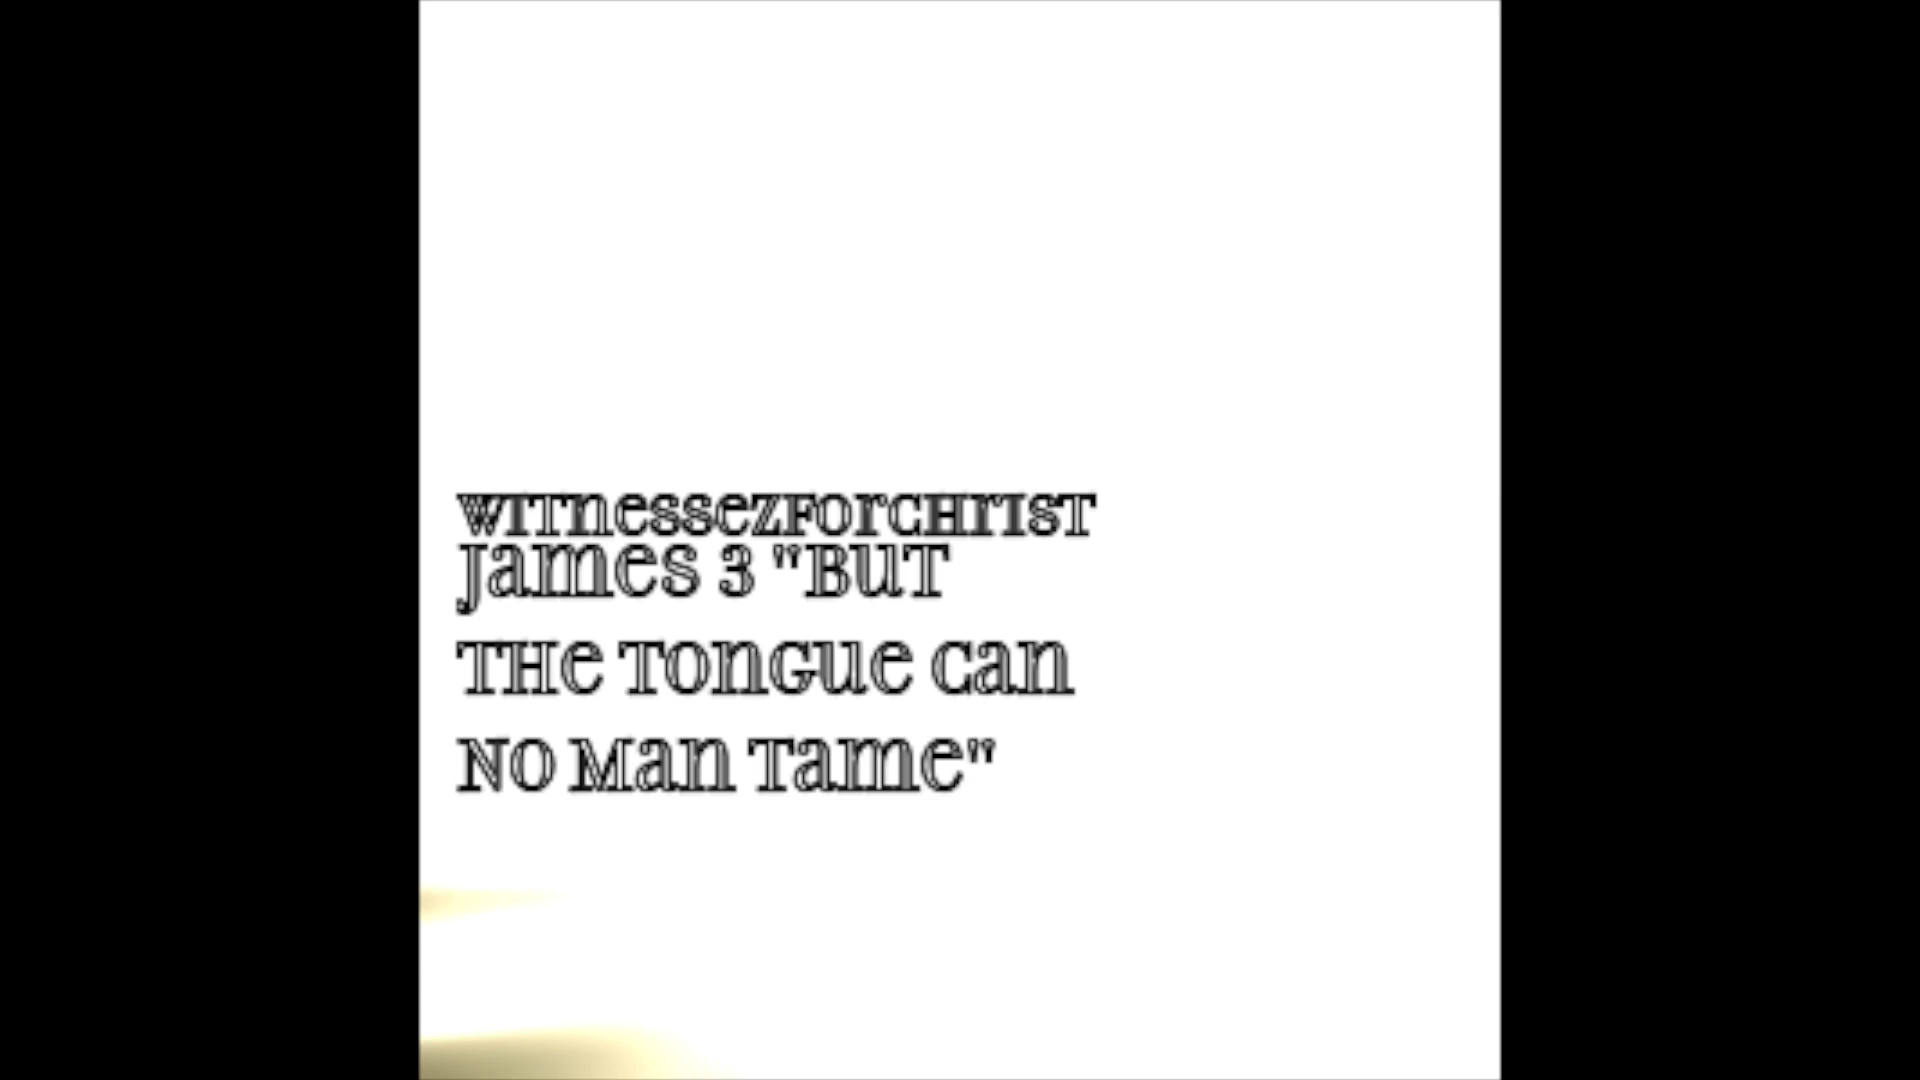 WITnessezForcHrIsT
James 3 "BuT
THe TonGue can
NO Man Tame"